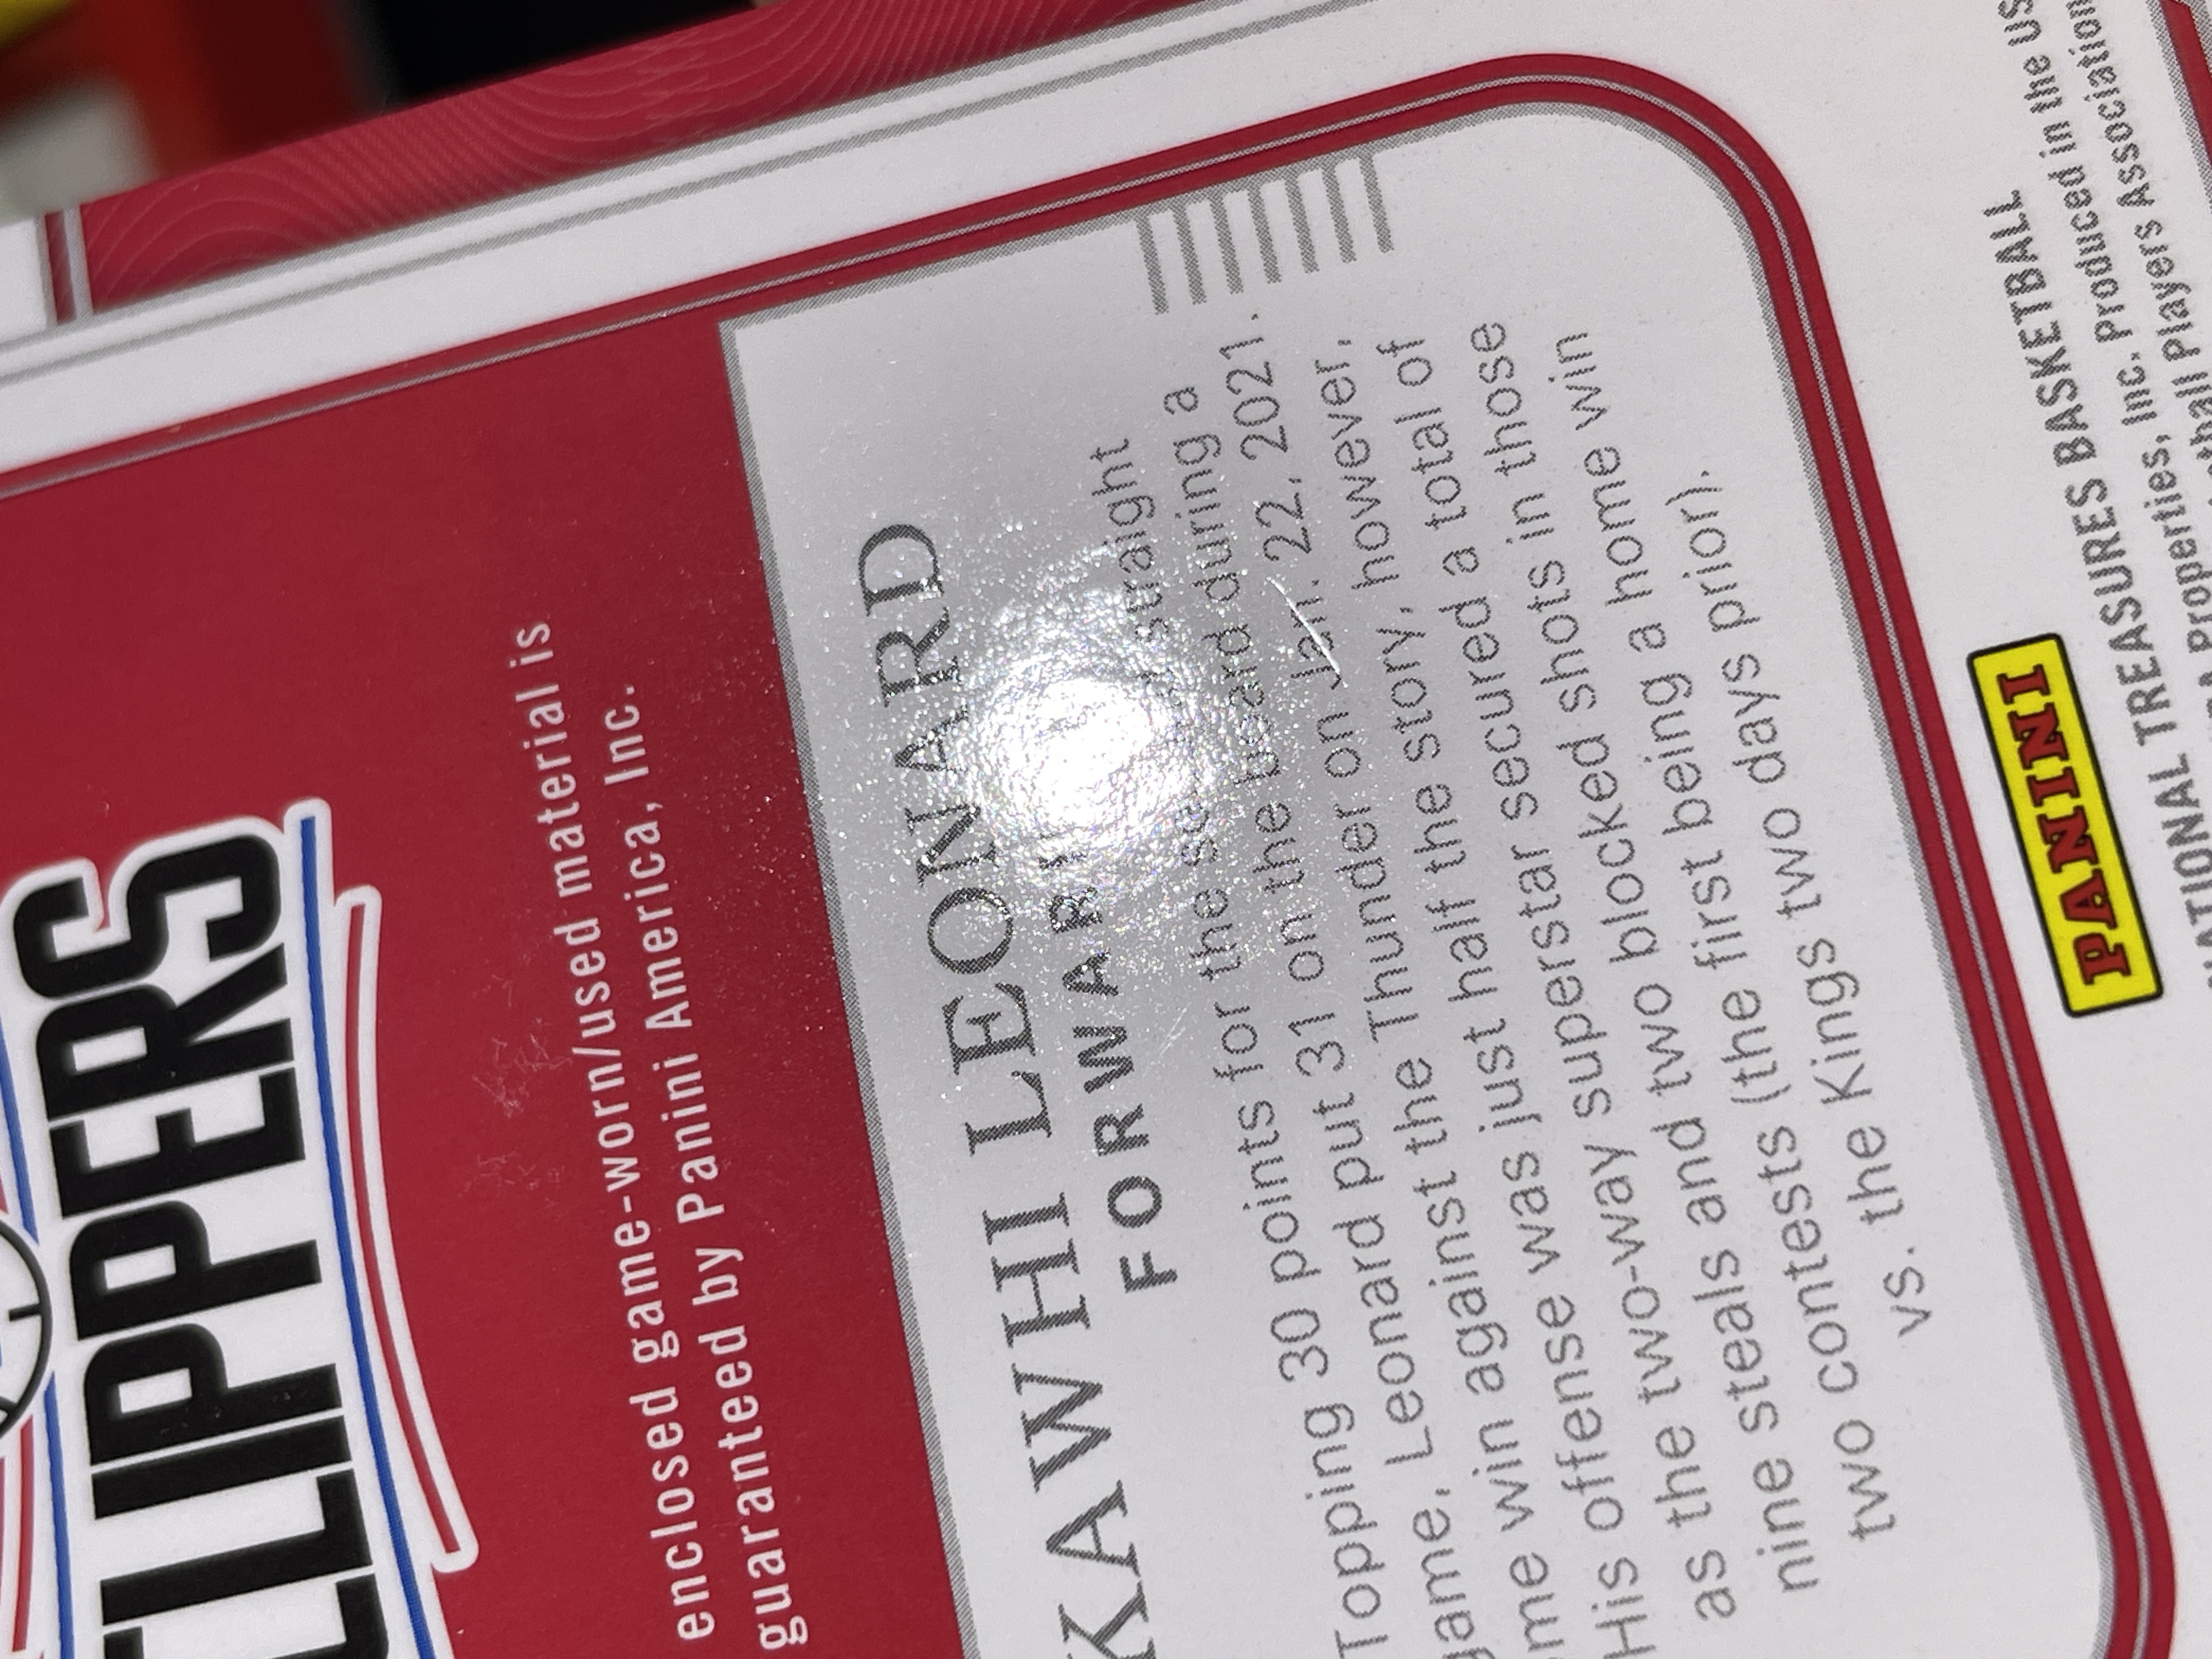 CLIPPERS
enclosed game-worn/used material is
guaranteed by Panini America, Inc.
KAWHI LEONARD
FORWARD
Topping 30 points for the straight
game, Leonard put 31 on the board during a
me win against the Thunder on Jan. 22, 2021.
His offense was just half the story, however,
as the two-way superstar secured a total of
nine steals and two blocked shots in those
two contests (the first being a home win
vs. the Kings two days prior).
PANINI
NATIONAL TREASURES BASKETBALL
Properties, Inc. Produced in the US
Players Association